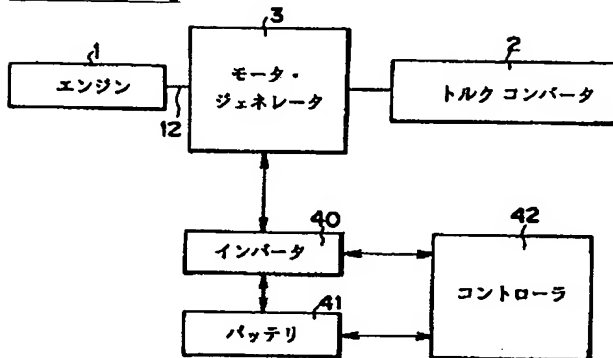 1
エンジン
12
3
モータ・
ジェネレータ
2
トルク コンバータ
40
インバータ
41
バッテリ
42
コントローラ